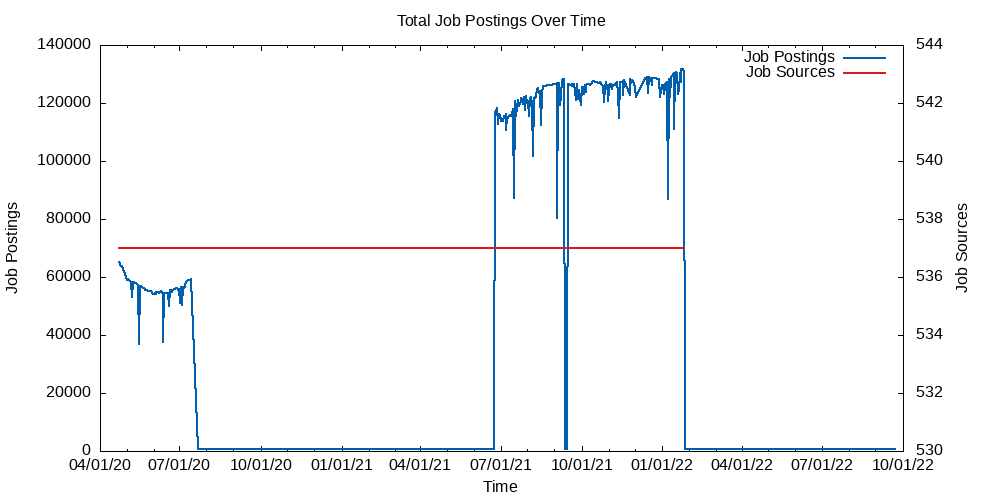 Total Job Postings Over Time
Job Postings
Job Sources
140000
120000
100000
80000
60000
40000
20000
0
544
542
540
538
536
534
532
530
Job Postings
Job Sources
04/01/20 07/01/20 10/01/20 01/01/21 04/01/21 07/01/21 10/01/21 01/01/22 04/01/22 07/01/22 10/01/22
Time